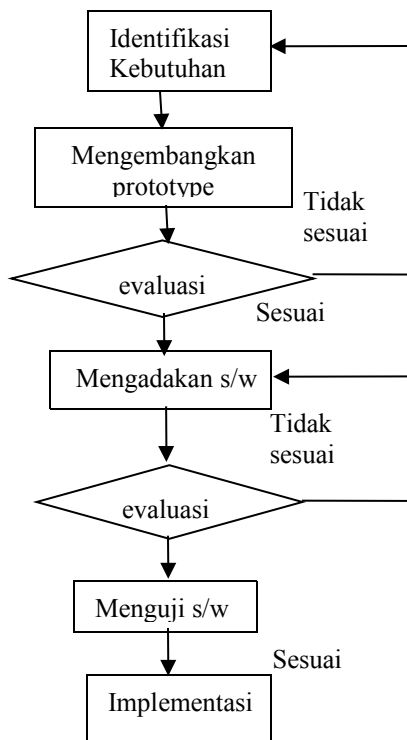 Identifikasi
Kebutuhan
Mengembangkan
prototype
Tidak
sesuai
evaluasi
Sesuai
Mengadakan s/w
Tidak
sesuai
evaluasi
Menguji s/w
Sesuai
Implementasi